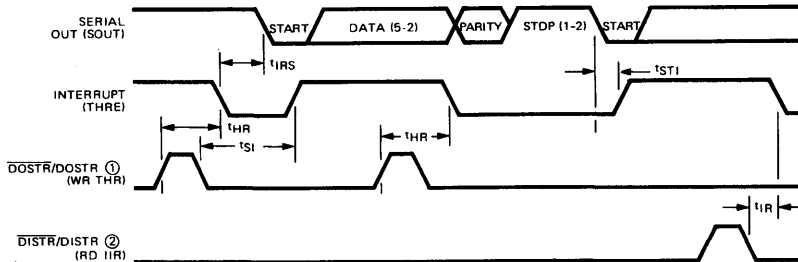 SERIAL
OUT (SOUT)
START
DATA (5-2)
PARITY
STDP (1-2)
START
tIRS
tSTI
INTERRUPT
(THRE)
tHR
tSI
tHR
DOSTR/DOSTR ①
(WR THR)
tIR
DISTR/DISTR ②
(RD IIR)